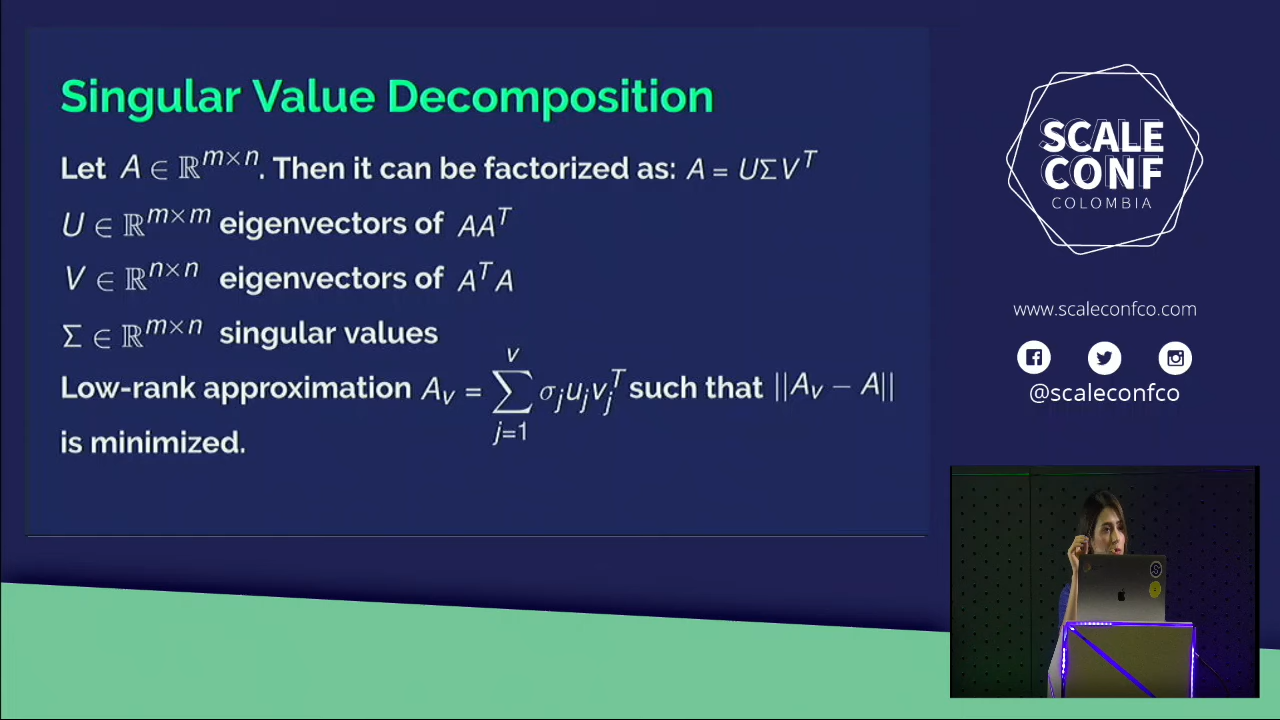 Singular Value Decomposition
Let A ∈ ℝ^{m×n}. Then it can be factorized as: A = UΣV^T
U ∈ ℝ^{m×m} eigenvectors of AA^T
V ∈ ℝ^{n×n} eigenvectors of A^TA
Σ ∈ ℝ^{m×n} singular values
Low-rank approximation A_v = ∑_{j=1}^{v} σ_j u_j v_j^T such that ||A_v − A||
is minimized.
SCALE
CONF
COLOMBIA
www.scaleconfco.com
@scaleconfco